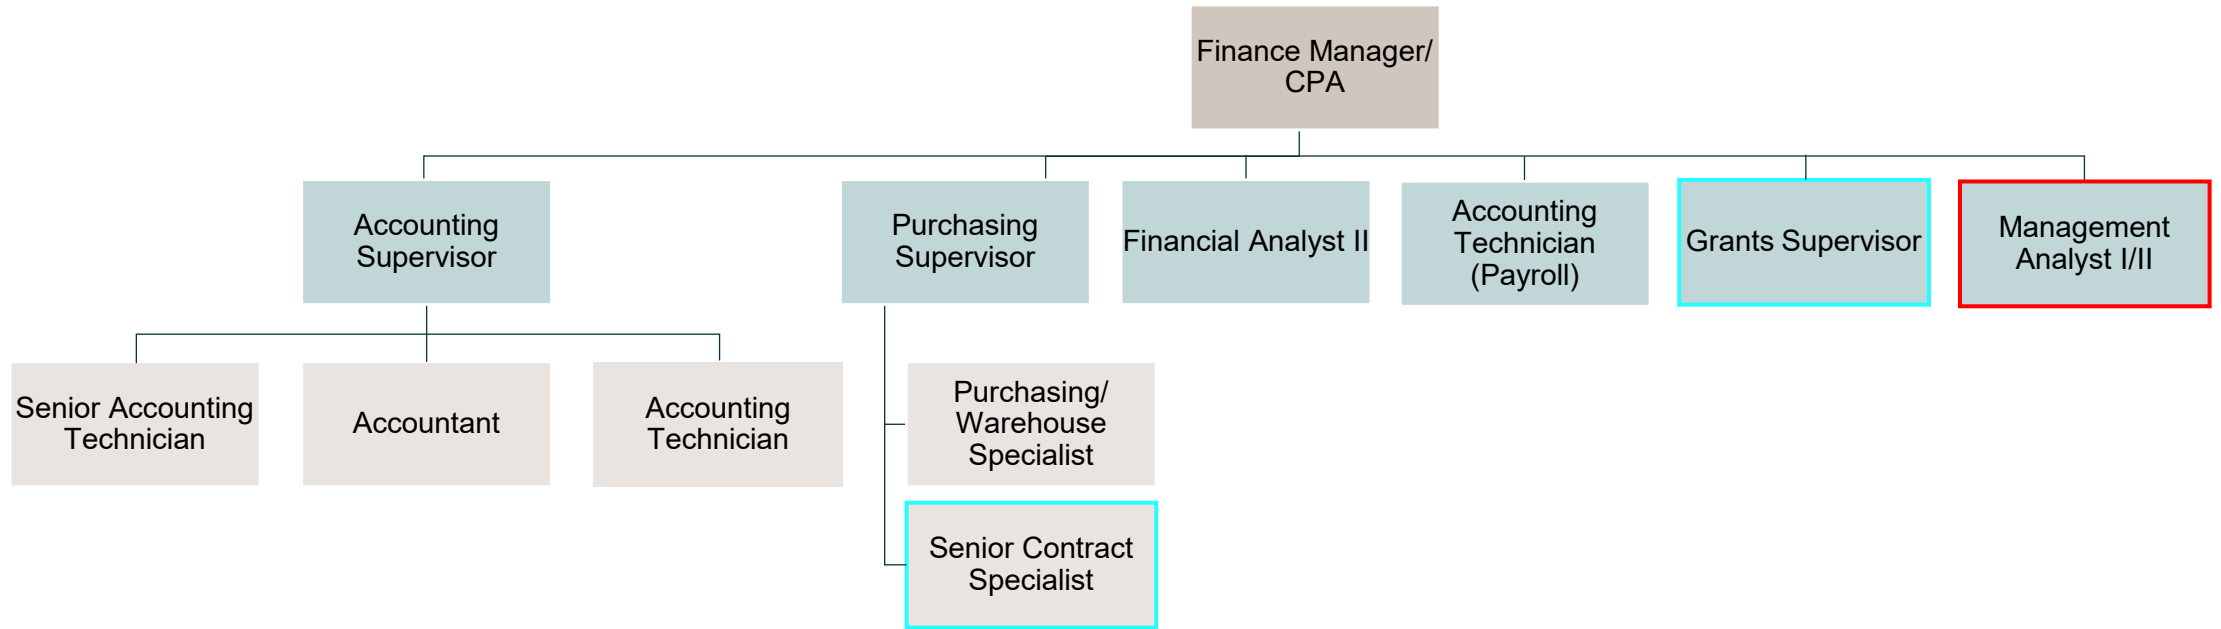 Finance Manager/
CPA
Accounting
Supervisor
Purchasing
Supervisor
Financial Analyst II
Accounting
Technician
(Payroll)
Grants Supervisor
Management
Analyst I/II
Senior Accounting
Technician
Accountant
Accounting
Technician
Purchasing/
Warehouse
Specialist
Senior Contract
Specialist